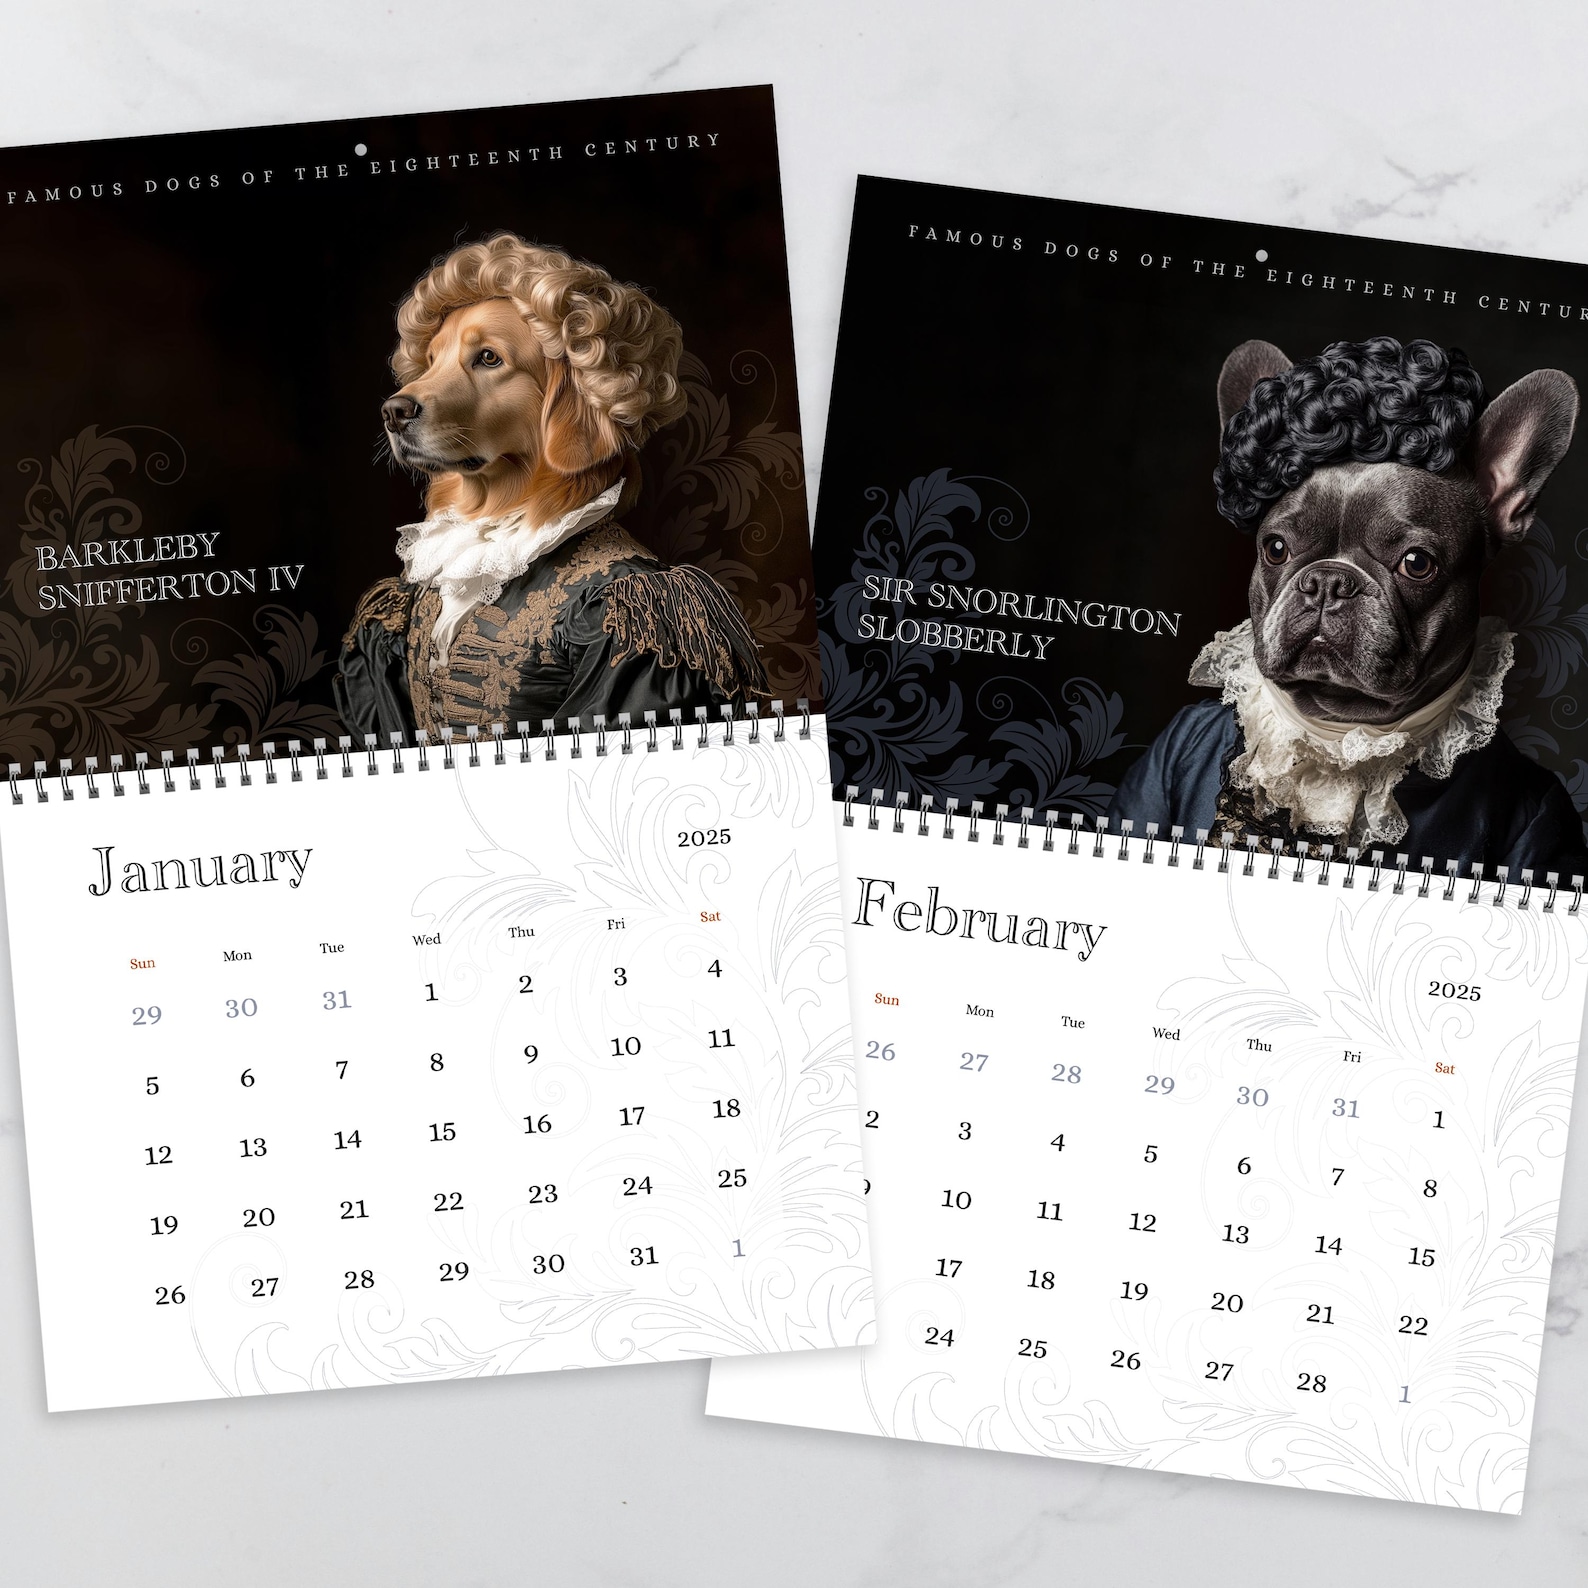 FAMOUS DOGS OF THE EIGHTEENTH CENTURY
BARKLEBY
SNIFFERTON IV
January
2025
Sun Mon Tue Wed Thu Fri Sat
29 30 31 1 2 3 4
5 6 7 8 9 10 11
12 13 14 15 16 17 18
19 20 21 22 23 24 25
26 27 28 29 30 31 1
FAMOUS DOGS OF THE EIGHTEENTH
SIR SNORLINGTON
SLOBBERLY
February
2025
Sun Mon Tue Wed Thu Fri Sat
26 27 28 29 30 31 1
2 3 4 5 6 7 8
10 11 12 13 14 15
17 18 19 20 21 22
24 25 26 27 28 1